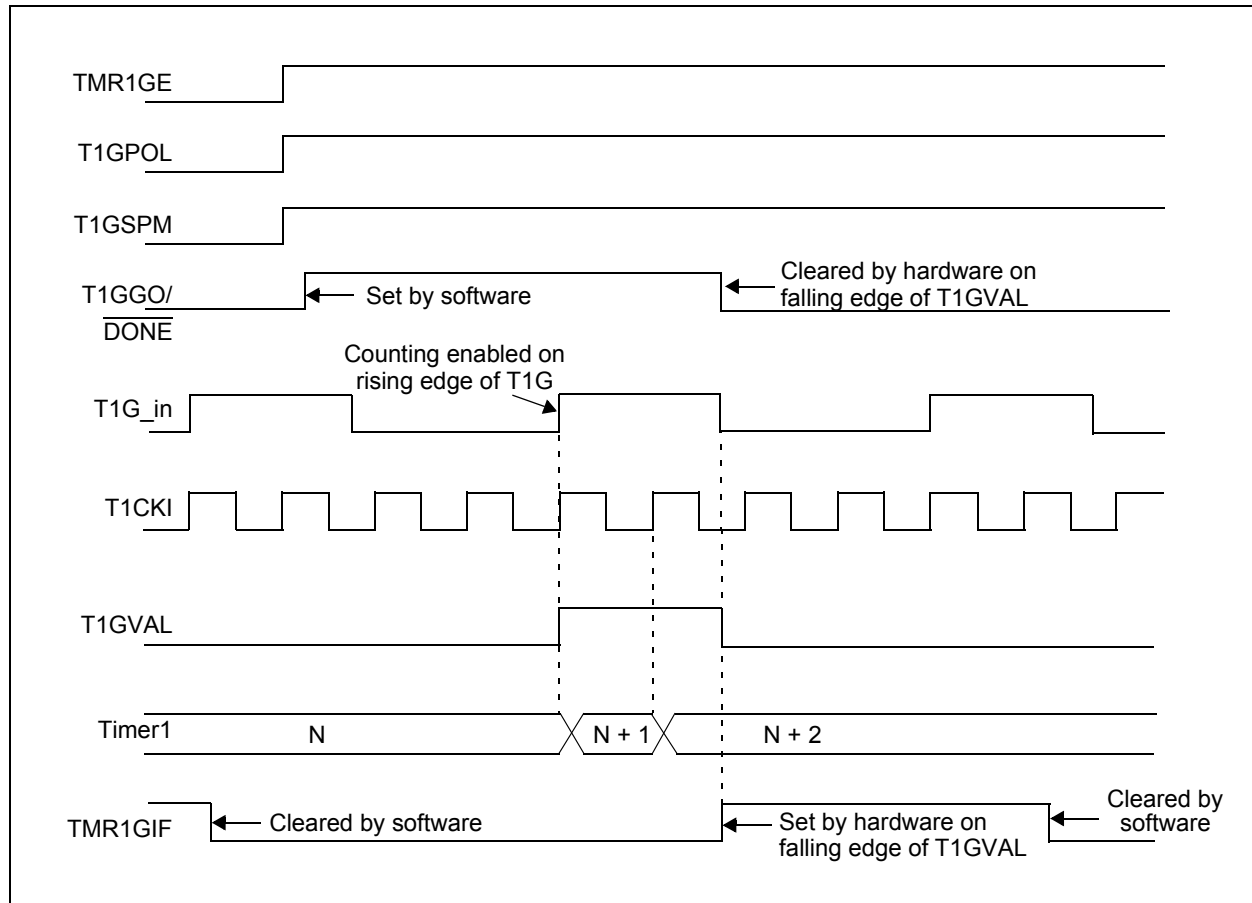 TMR1GE
T1GPOL
T1GSPM
T1GGO/
DONE
Set by software
Cleared by hardware on
falling edge of T1GVAL
Counting enabled on
rising edge of T1G
T1G_in
T1CKI
T1GVAL
Timer1
N
N + 1
N + 2
TMR1GIF
Cleared by software
Set by hardware on
falling edge of T1GVAL
Cleared by
software